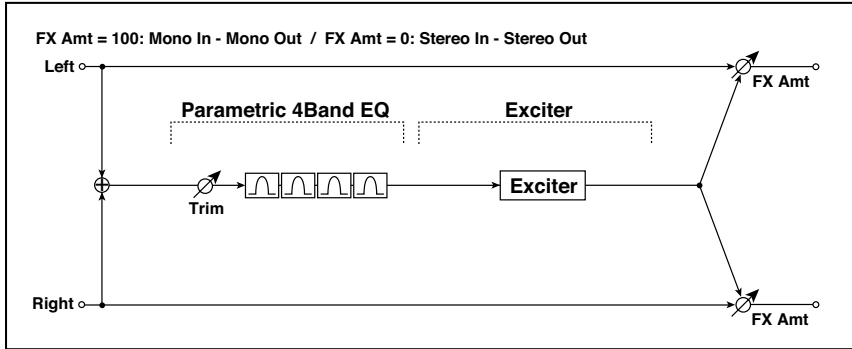 FX Amt = 100: Mono In - Mono Out / FX Amt = 0: Stereo In - Stereo Out
Left
FX Amt
Parametric 4Band EQ
Exciter
Trim
Exciter
Right
FX Amt